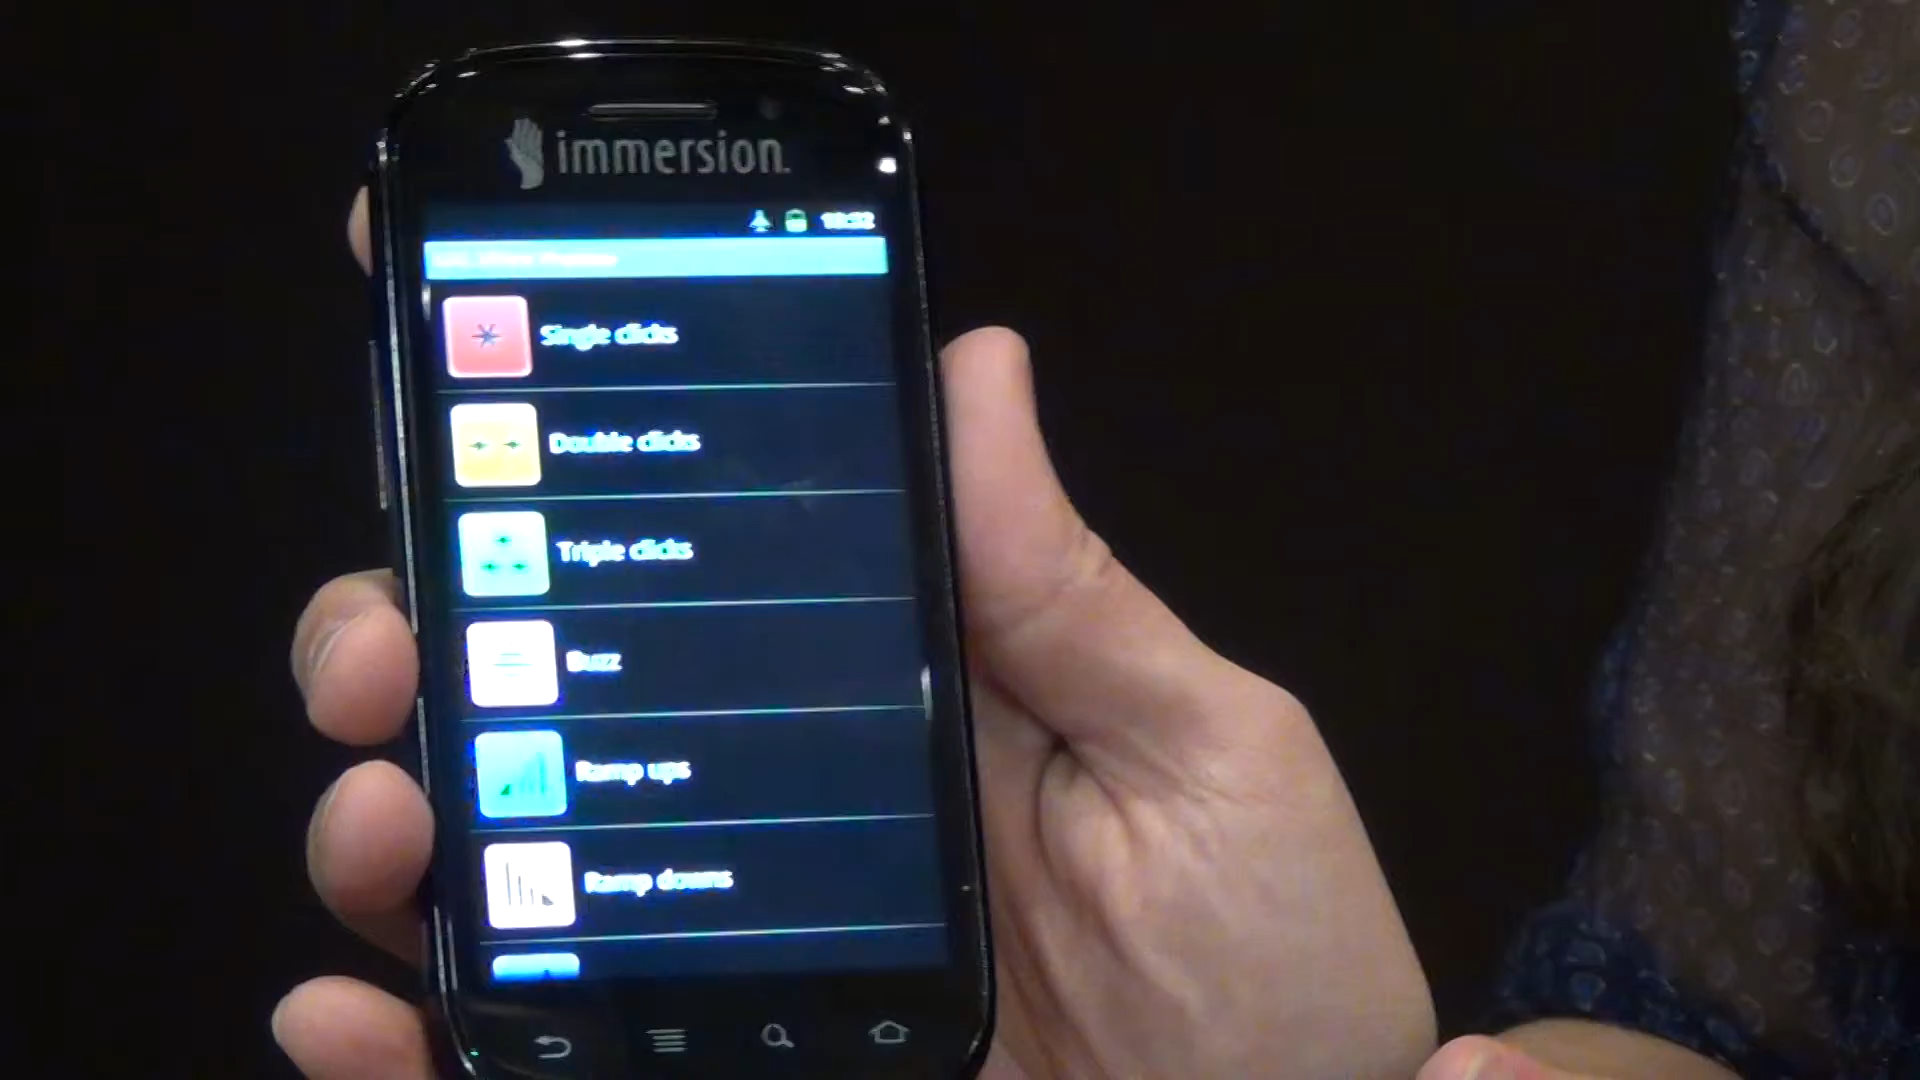 immersion.
Single clicks
Double clicks
Triple clicks
Buzz
Ramp ups
Ramp downs